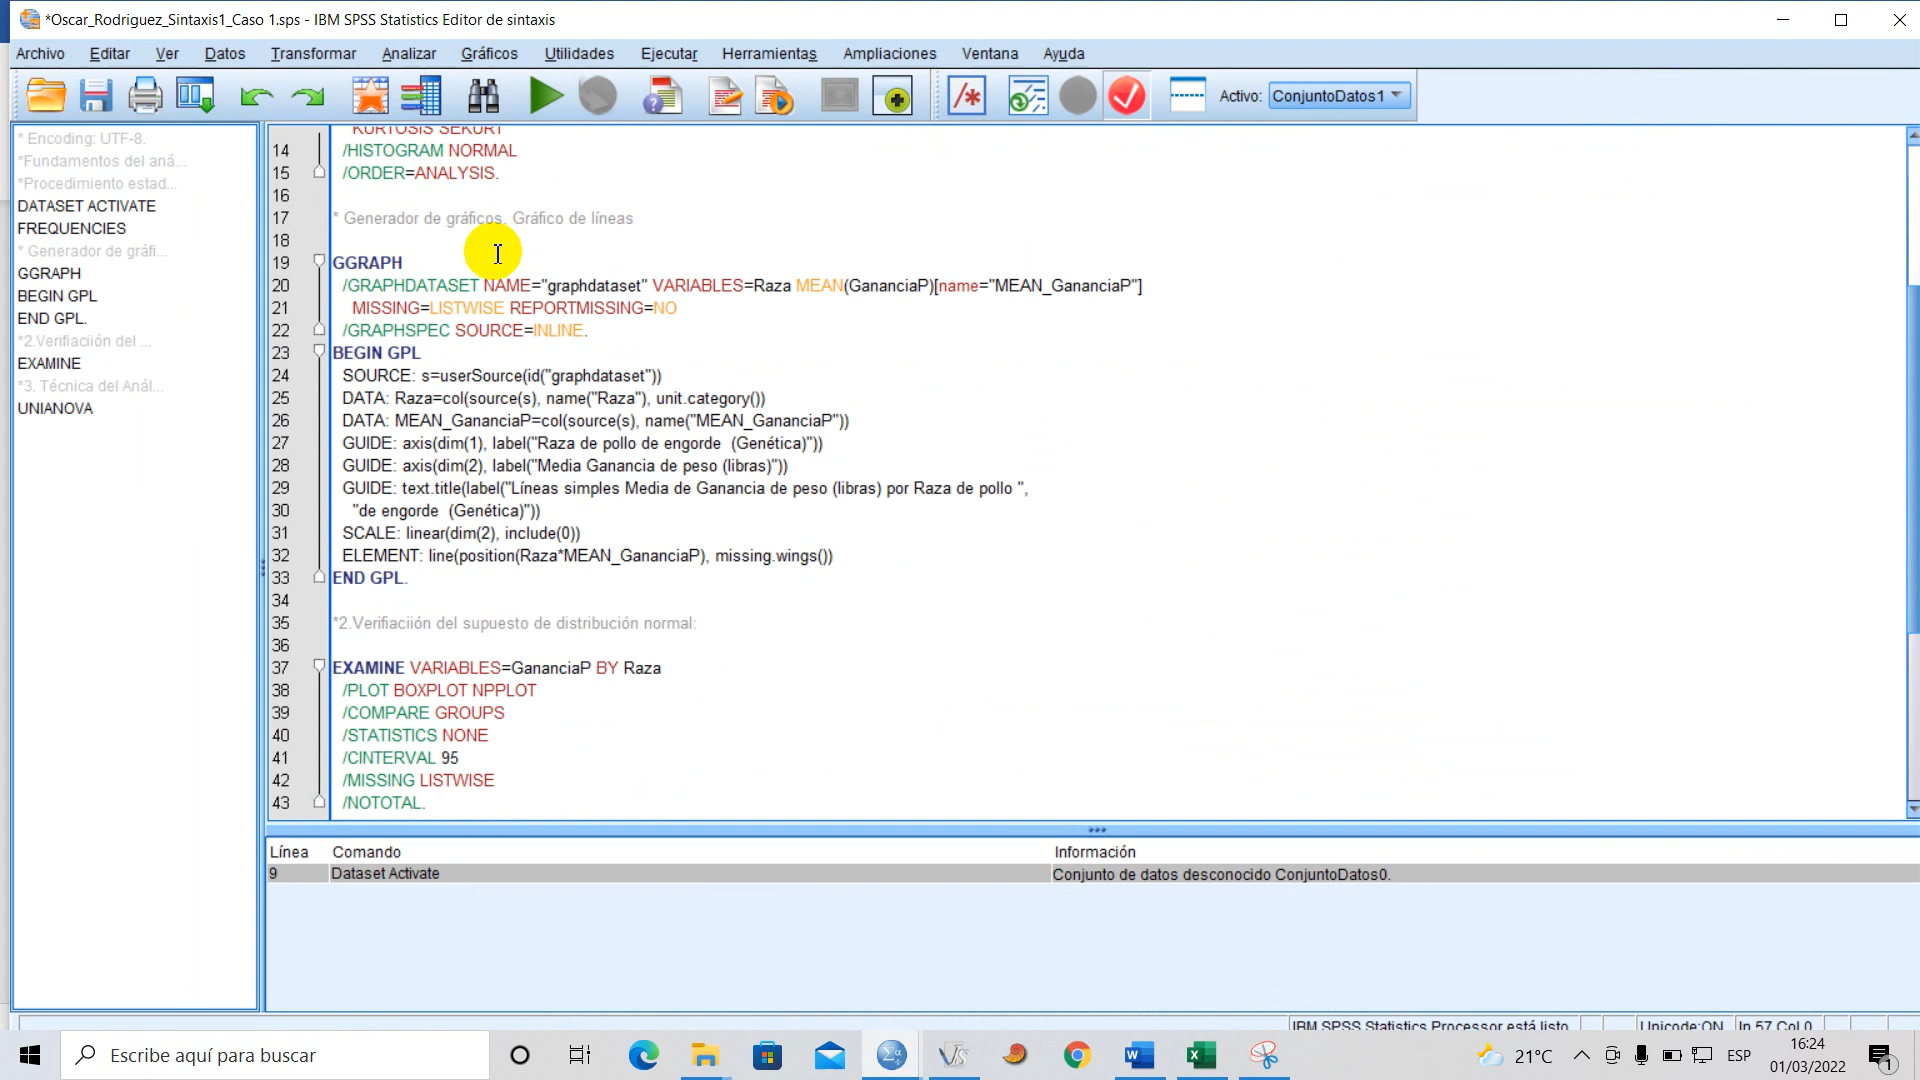 *Oscar_Rodriguez_Sintaxis1_Caso 1.sps - IBM SPSS Statistics Editor de sintaxis
Archivo Editar Ver Datos Transformar Analizar Gráficos Utilidades Ejecutar Herramientas Ampliaciones Ventana Ayuda
Activo: ConjuntoDatos1
* Encoding: UTF-8.
*Fundamentos del aná...
*Procedimiento estad...
DATASET ACTIVATE
FREQUENCIES
* Generador de gráfi...
GGRAPH
BEGIN GPL
END GPL.
*2.Verifiaciión del ...
EXAMINE
*3. Técnica del Anál...
UNIANOVA
KURTOSIS SEKURT
14 /HISTOGRAM NORMAL
15 /ORDER=ANALYSIS.
16
17 * Generador de gráficos. Gráfico de líneas
18
19 GGRAPH
20 /GRAPHDATASET NAME="graphdataset" VARIABLES=Raza MEAN(GananciaP)[name="MEAN_GananciaP"]
21 MISSING=LISTWISE REPORTMISSING=NO
22 /GRAPHSPEC SOURCE=INLINE.
23 BEGIN GPL
24 SOURCE: s=userSource(id("graphdataset"))
25 DATA: Raza=col(source(s), name("Raza"), unit.category())
26 DATA: MEAN_GananciaP=col(source(s), name("MEAN_GananciaP"))
27 GUIDE: axis(dim(1), label("Raza de pollo de engorde  (Genética)"))
28 GUIDE: axis(dim(2), label("Media Ganancia de peso (libras)"))
29 GUIDE: text.title(label("Líneas simples Media de Ganancia de peso (libras) por Raza de pollo ",
30 "de engorde  (Genética)"))
31 SCALE: linear(dim(2), include(0))
32 ELEMENT: line(position(Raza*MEAN_GananciaP), missing.wings())
33 END GPL.
34
35 *2.Verifiaciión del supuesto de distribución normal:
36
37 EXAMINE VARIABLES=GananciaP BY Raza
38 /PLOT BOXPLOT NPPLOT
39 /COMPARE GROUPS
40 /STATISTICS NONE
41 /CINTERVAL 95
42 /MISSING LISTWISE
43 /NOTOTAL.
Línea Comando Información
9 Dataset Activate Conjunto de datos desconocido ConjuntoDatos0.
IBM SPSS Statistics Processor está listo Unicode:ON In 57 Col 0
Escribe aquí para buscar
21°C ESP
16:24
01/03/2022
1